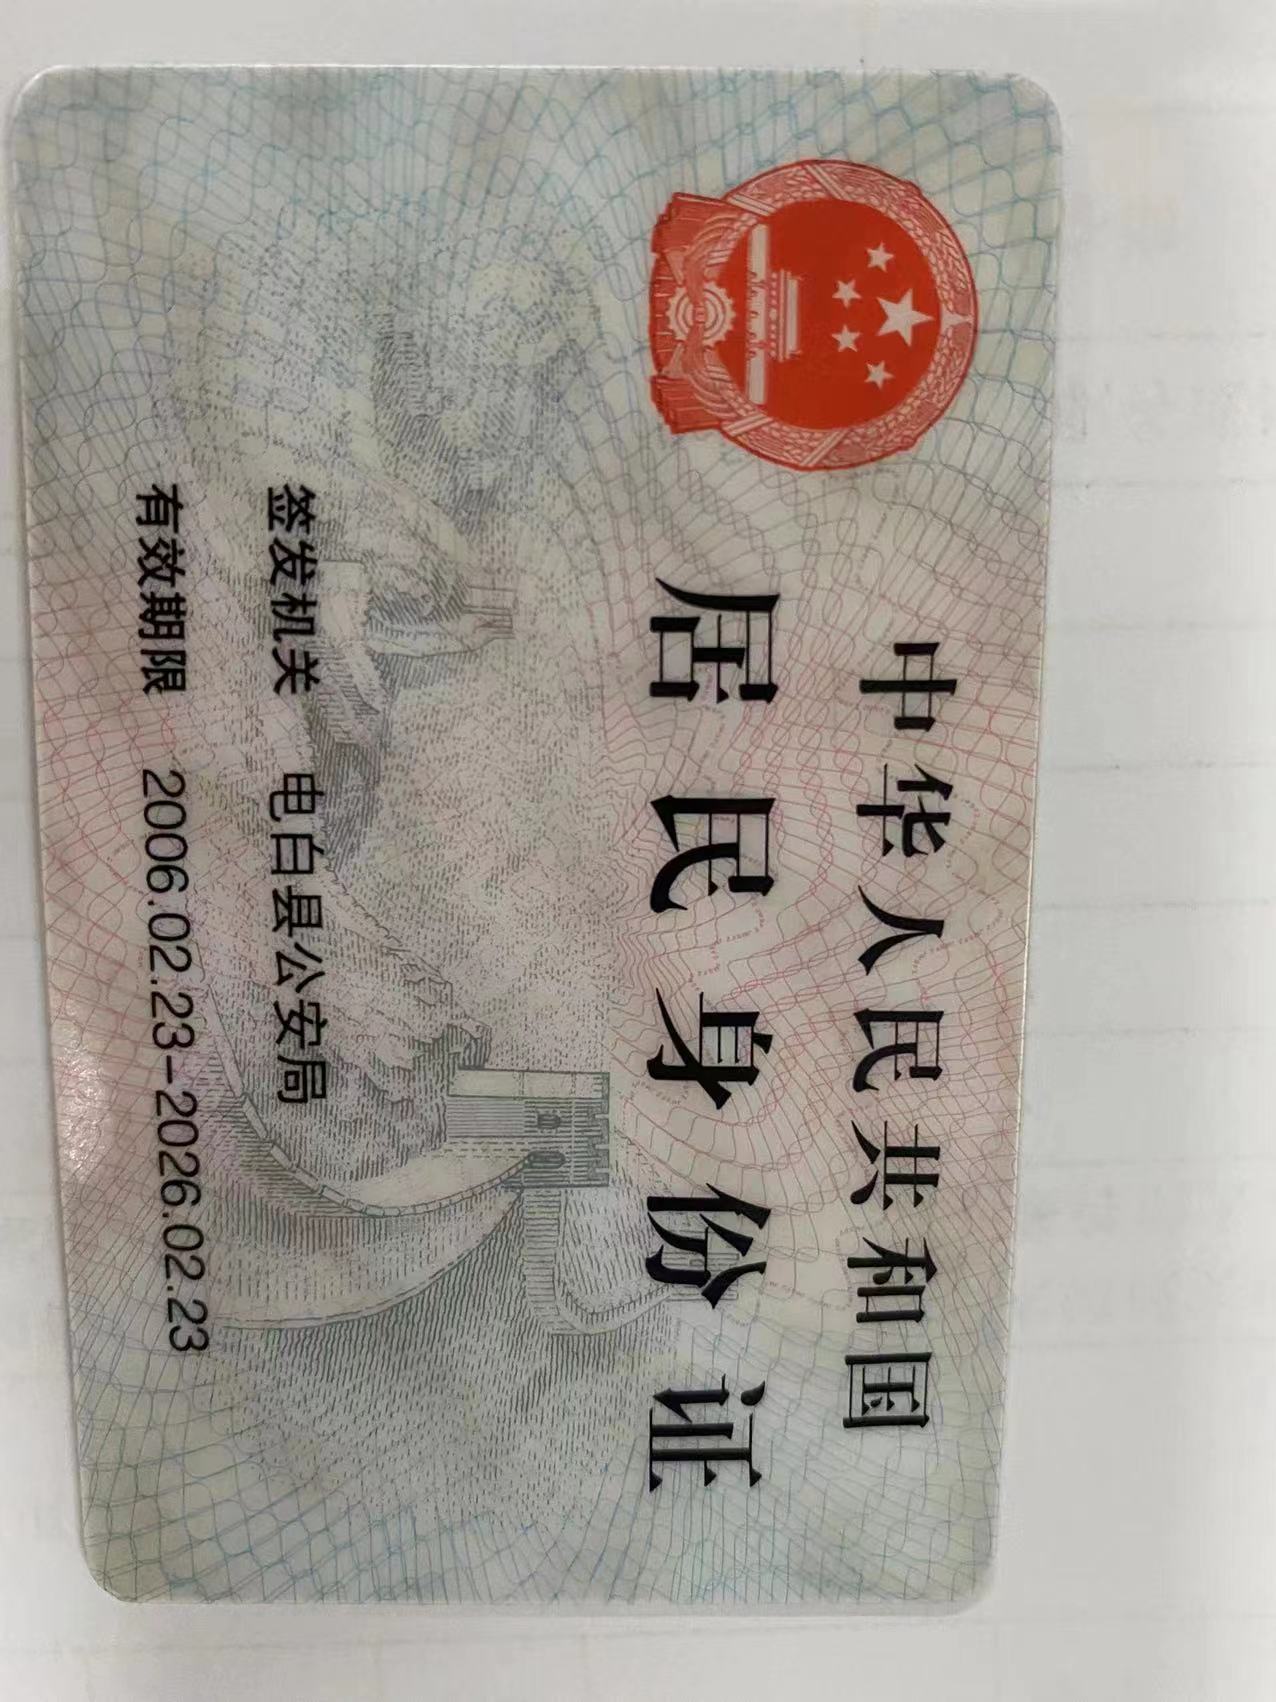 中华人民共和国
居民身份证
签发机关 电白县公安局
有效期限 2006.02.23-2026.02.23